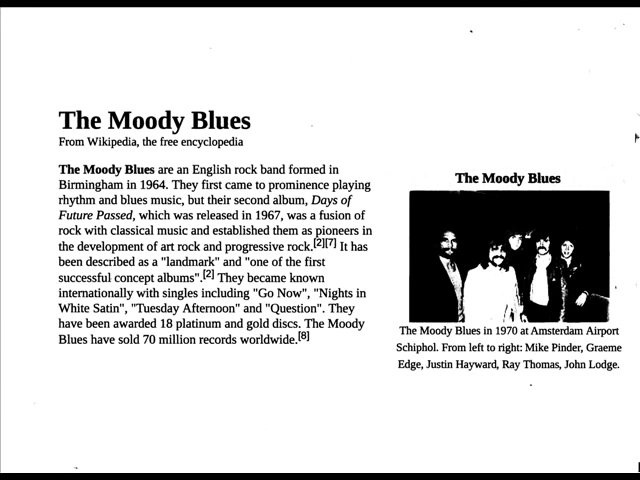 The Moody Blues
From Wikipedia, the free encyclopedia
The Moody Blues are an English rock band formed in
Birmingham in 1964. They first came to prominence playing
rhythm and blues music, but their second album, Days of
Future Passed, which was released in 1967, was a fusion of
rock with classical music and established them as pioneers in
the development of art rock and progressive rock.[2][7] It has
been described as a "landmark" and "one of the first
successful concept albums".[2] They became known
internationally with singles including "Go Now", "Nights in
White Satin", "Tuesday Afternoon" and "Question". They
have been awarded 18 platinum and gold discs. The Moody
Blues have sold 70 million records worldwide.[8]
The Moody Blues
The Moody Blues in 1970 at Amsterdam Airport
Schiphol. From left to right: Mike Pinder, Graeme
Edge, Justin Hayward, Ray Thomas, John Lodge.